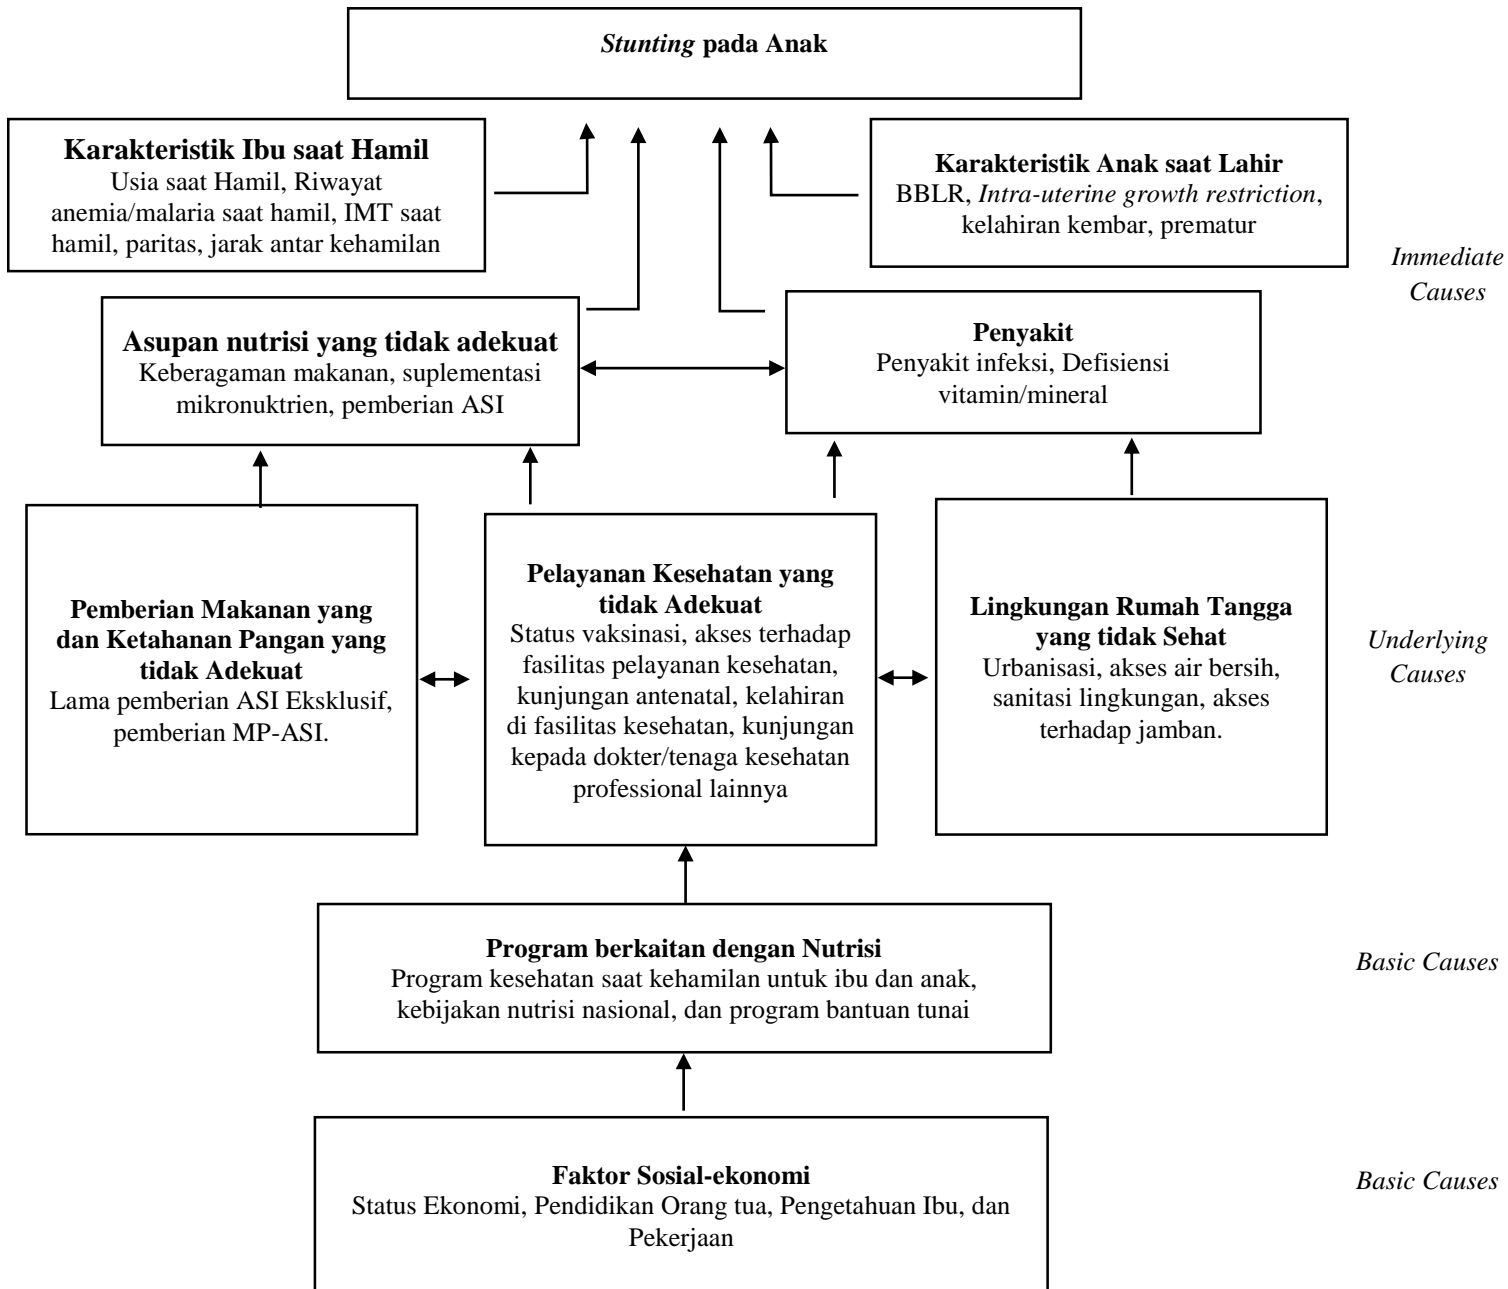 Stunting pada Anak
Karakteristik Ibu saat Hamil
Usia saat Hamil, Riwayat
anemia/malaria saat hamil, IMT saat
hamil, paritas, jarak antar kehamilan
Karakteristik Anak saat Lahir
BBLR, Intra-uterine growth restriction,
kelahiran kembar, prematur
Immediate
Causes
Asupan nutrisi yang tidak adekuat
Keberagaman makanan, suplementasi
mikronuktrien, pemberian ASI
Penyakit
Penyakit infeksi, Defisiensi
vitamin/mineral
Pemberian Makanan yang
dan Ketahanan Pangan yang
tidak Adekuat
Lama pemberian ASI Eksklusif,
pemberian MP-ASI.
Pelayanan Kesehatan yang
tidak Adekuat
Status vaksinasi, akses terhadap
fasilitas pelayanan kesehatan,
kunjungan antenatal, kelahiran
di fasilitas kesehatan, kunjungan
kepada dokter/tenaga kesehatan
professional lainnya
Lingkungan Rumah Tangga
yang tidak Sehat
Urbanisasi, akses air bersih,
sanitasi lingkungan, akses
terhadap jamban.
Underlying
Causes
Program berkaitan dengan Nutrisi
Program kesehatan saat kehamilan untuk ibu dan anak,
kebijakan nutrisi nasional, dan program bantuan tunai
Basic Causes
Faktor Sosial-ekonomi
Status Ekonomi, Pendidikan Orang tua, Pengetahuan Ibu, dan
Pekerjaan
Basic Causes